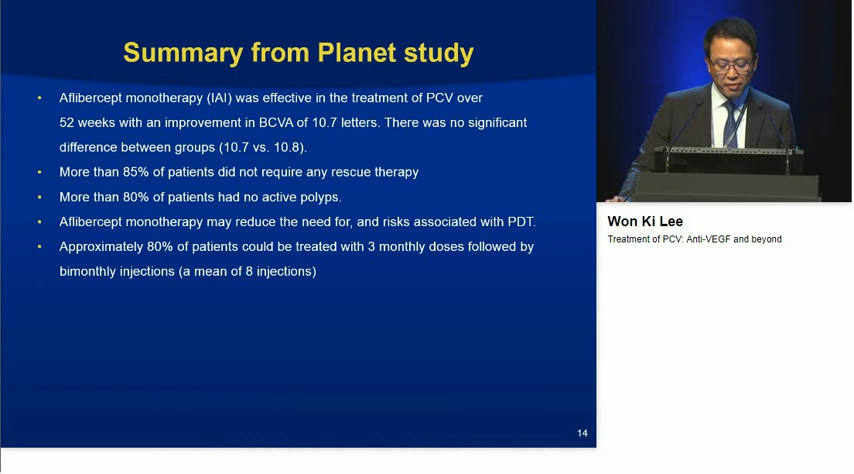 Summary from Planet study
• Aflibercept monotherapy (IAI) was effective in the treatment of PCV over
52 weeks with an improvement in BCVA of 10.7 letters. There was no significant
difference between groups (10.7 vs. 10.8).
• More than 85% of patients did not require any rescue therapy
• More than 80% of patients had no active polyps.
• Aflibercept monotherapy may reduce the need for, and risks associated with PDT.
• Approximately 80% of patients could be treated with 3 monthly doses followed by
bimonthly injections (a mean of 8 injections)
14
Won Ki Lee
Treatment of PCV: Anti-VEGF and beyond